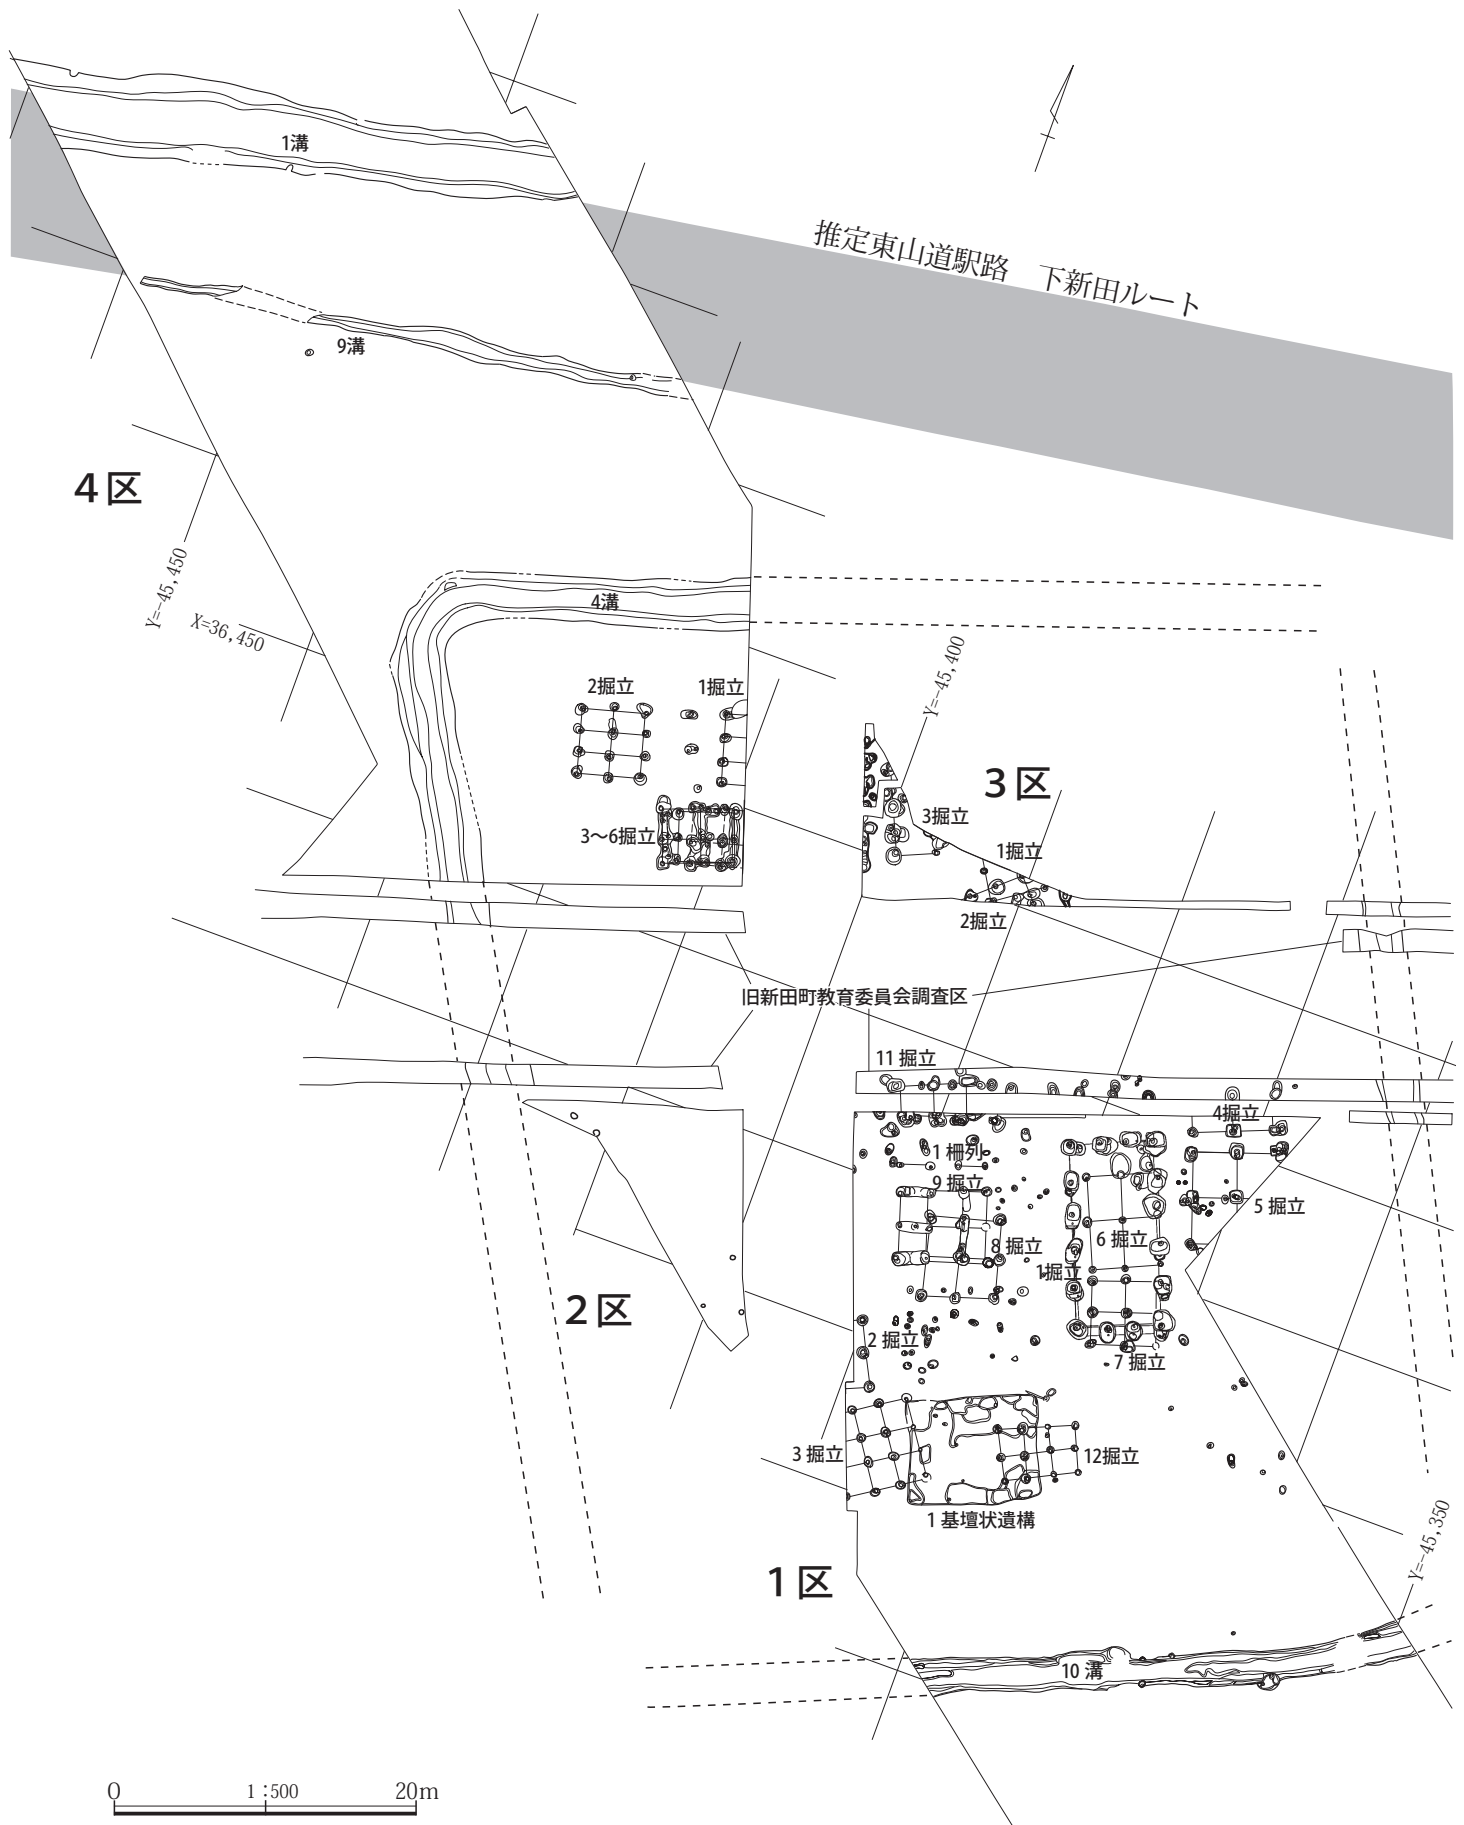 1溝
推定東山道駅路　下新田ルート
9溝
4区
Y=-45,450
X=36,450
4溝
Y=-45,400
2掘立
1掘立
3区
3掘立
3～6掘立
1掘立
2掘立
旧新田町教育委員会調査区
11 掘立
4掘立
1 柵列
9 掘立
5 掘立
6 掘立
8 掘立
1掘立
2区
2 掘立
7 掘立
3 掘立
12掘立
1 基壇状遺構
Y=-45,350
1区
10 溝
0 1：500 20m